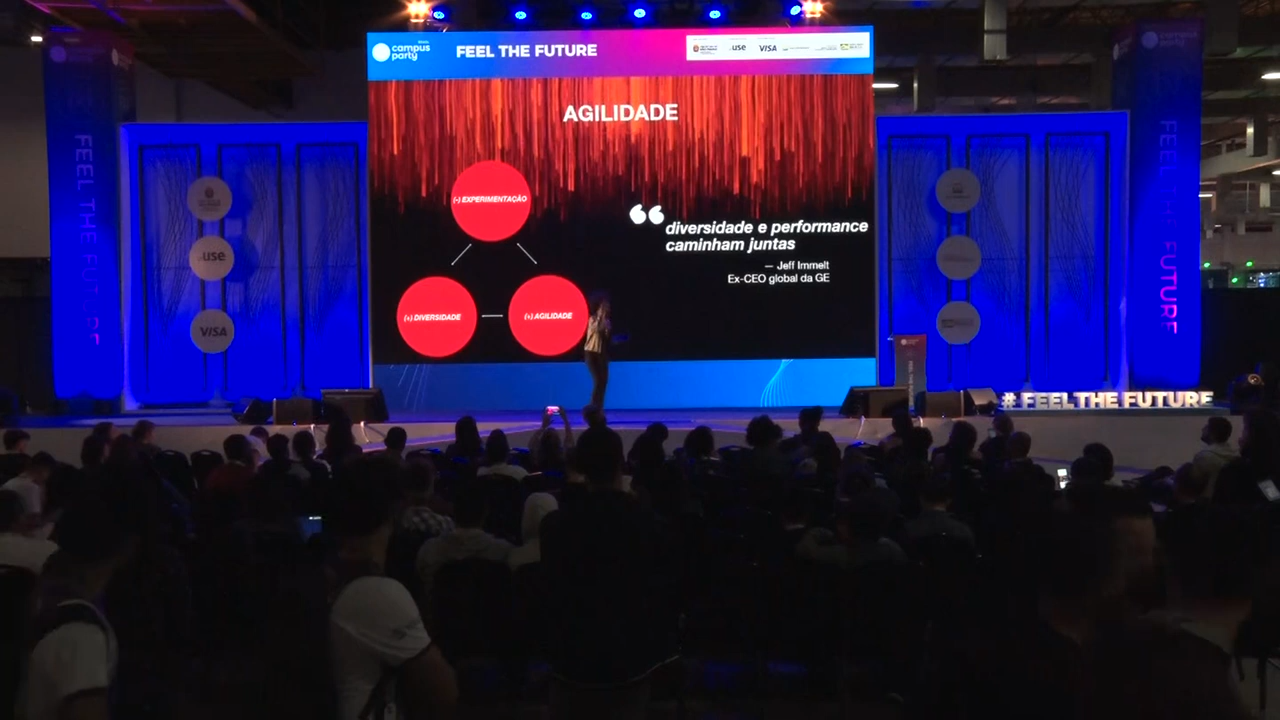 BRASIL
campus
party
FEEL THE FUTURE
.use
VISA
AGILIDADE
(-) EXPERIMENTAÇÃO
diversidade e performance
caminham juntas
— Jeff Immelt
Ex-CEO global da GE
(+) DIVERSIDADE
(+) AGILIDADE
FEEL THE FUTURE
.use
VISA
FEEL THE FUTURE
# FEEL THE FUTURE